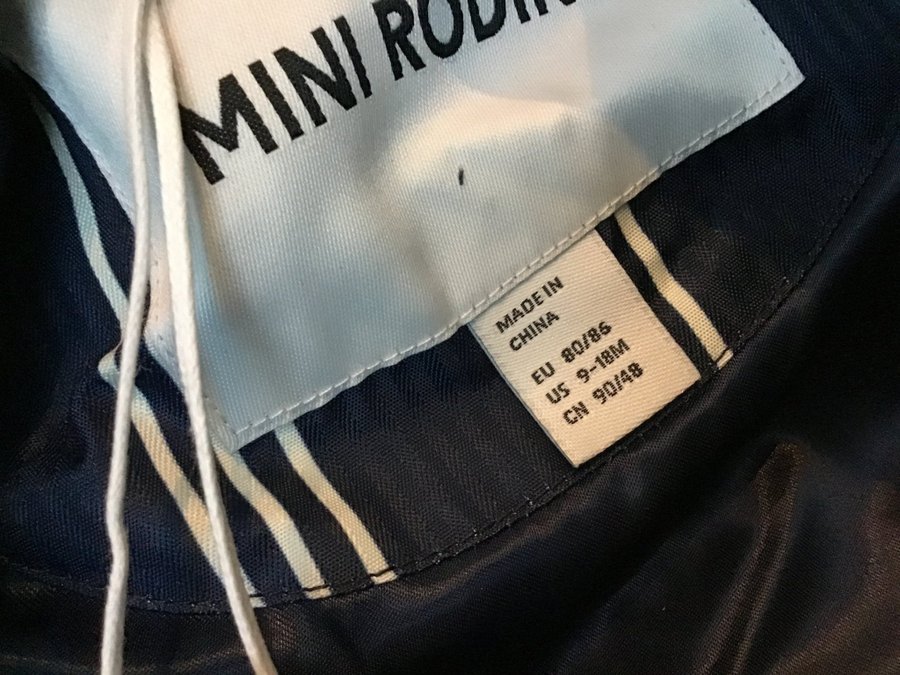 MINI RODIN
MADE IN
CHINA
EU 80/86
US 9-18M
CN 90/48